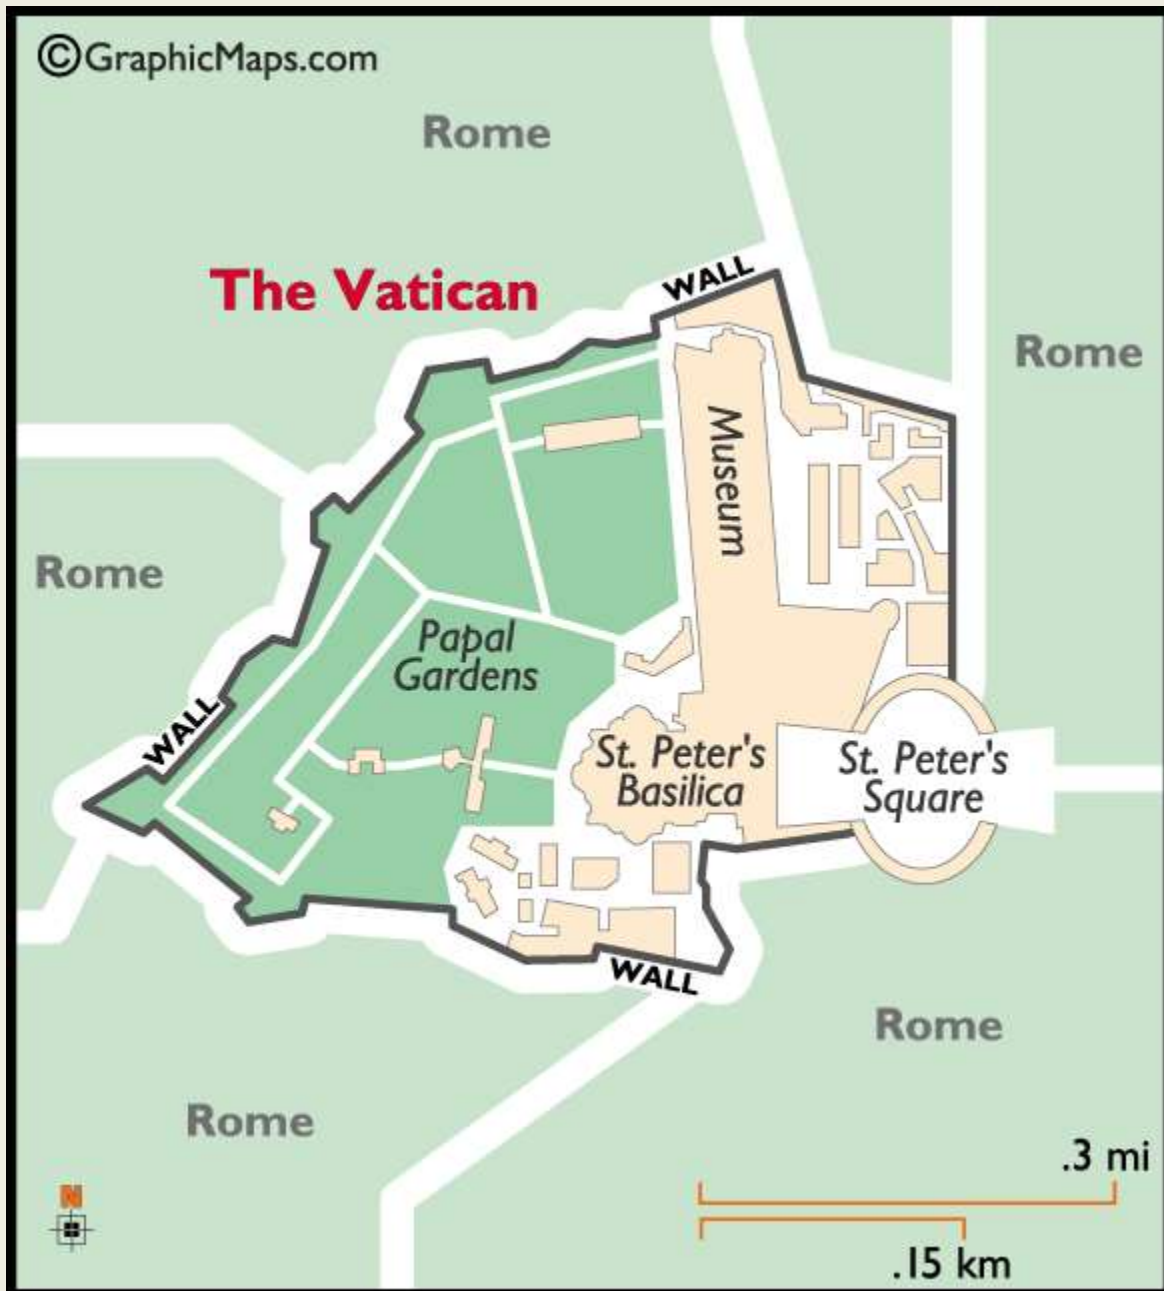 ©GraphicMaps.com
Rome
The Vatican
WALL
Rome
Museum
Rome
Papal
Gardens
WALL
St. Peter's
Basilica
St. Peter's
Square
WALL
Rome
Rome
.3 mi
N
.15 km